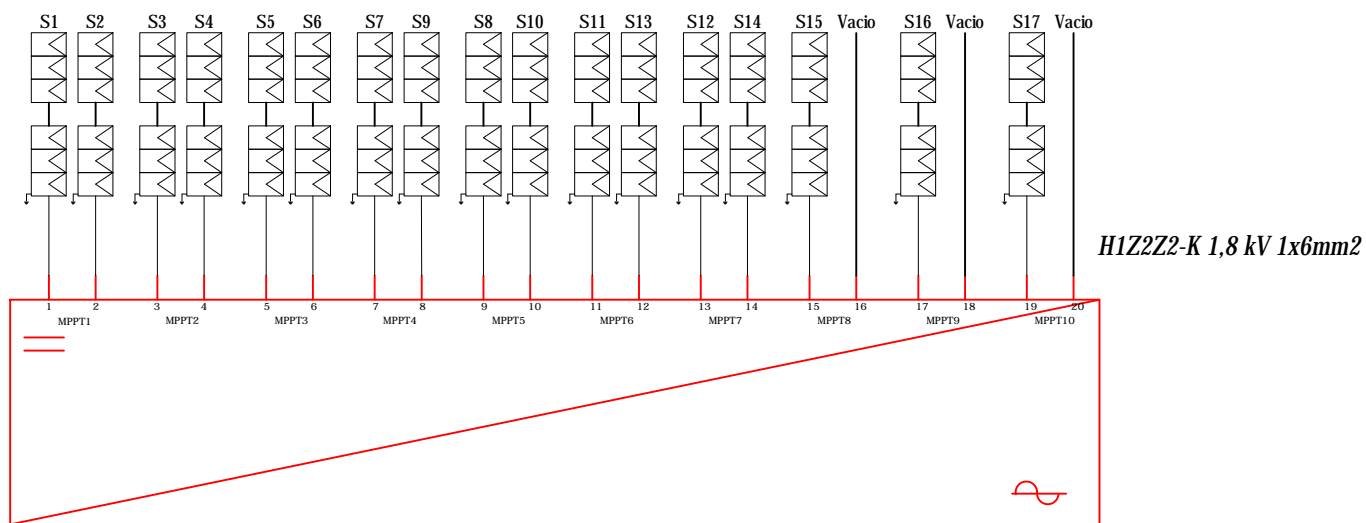 S1 S2 S3 S4 S5 S6 S7 S9 S8 S10 S11 S13 S12 S14 S15 Vacio S16 Vacio S17 Vacio
H1Z2Z2-K 1,8 kV 1x6mm2
1 2 3 4 5 6 7 8 9 10 11 12 13 14 15 16 17 18 19 20
MPPT1 MPPT2 MPPT3 MPPT4 MPPT5 MPPT6 MPPT7 MPPT8 MPPT9 MPPT10